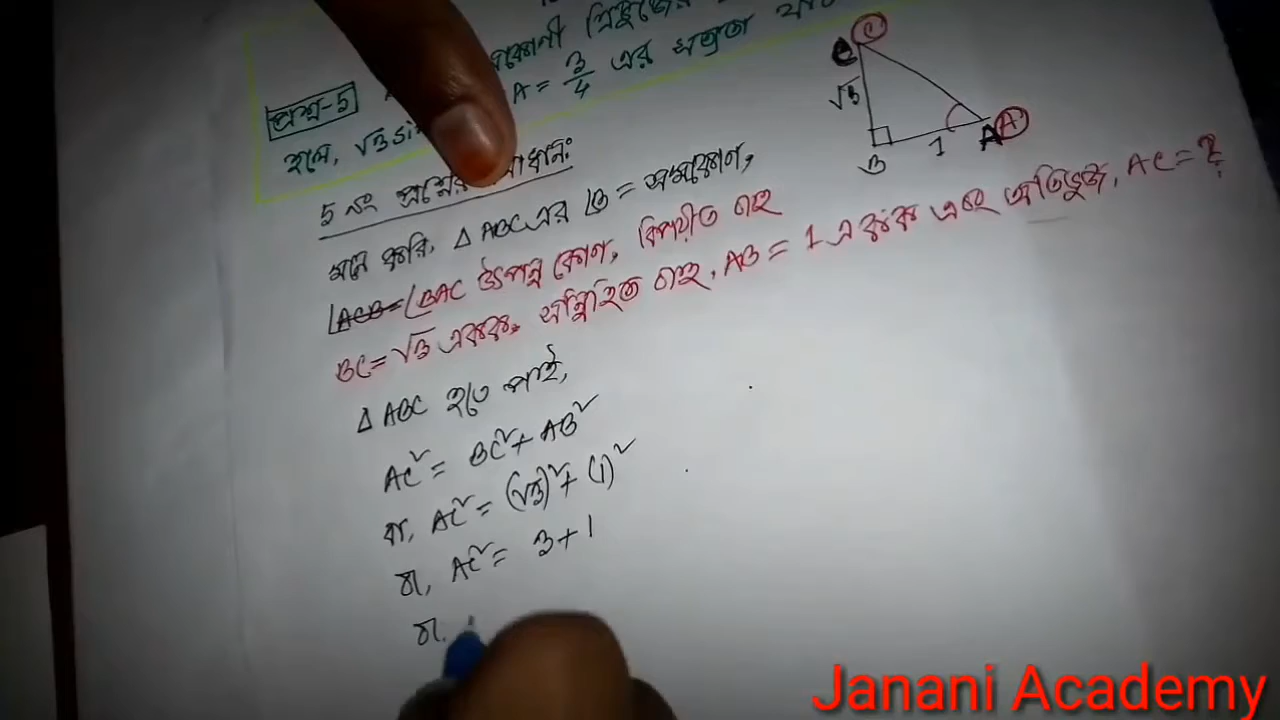 প্রশ্ন-5
A = 3/4 এর সত্যতা
হলে, √3
5 নং প্রশ্নের
মনে করি, Δ ABC এর ∠B = সমকোণ,
∠ACB = ∠BAC উৎপন্ন কোণ, বিপরীত বাহু
BC = √3 একক, সন্নিহিত বাহু, AB = 1 একক এবং অতিভুজ, AC = ?
Δ ABC হতে পাই,
AC² = BC² + AB²
বা, AC² = (√3)² + (1)²
বা, AC² = 3 + 1
বা,
C
√3
B
1
A
A
Janani Academy